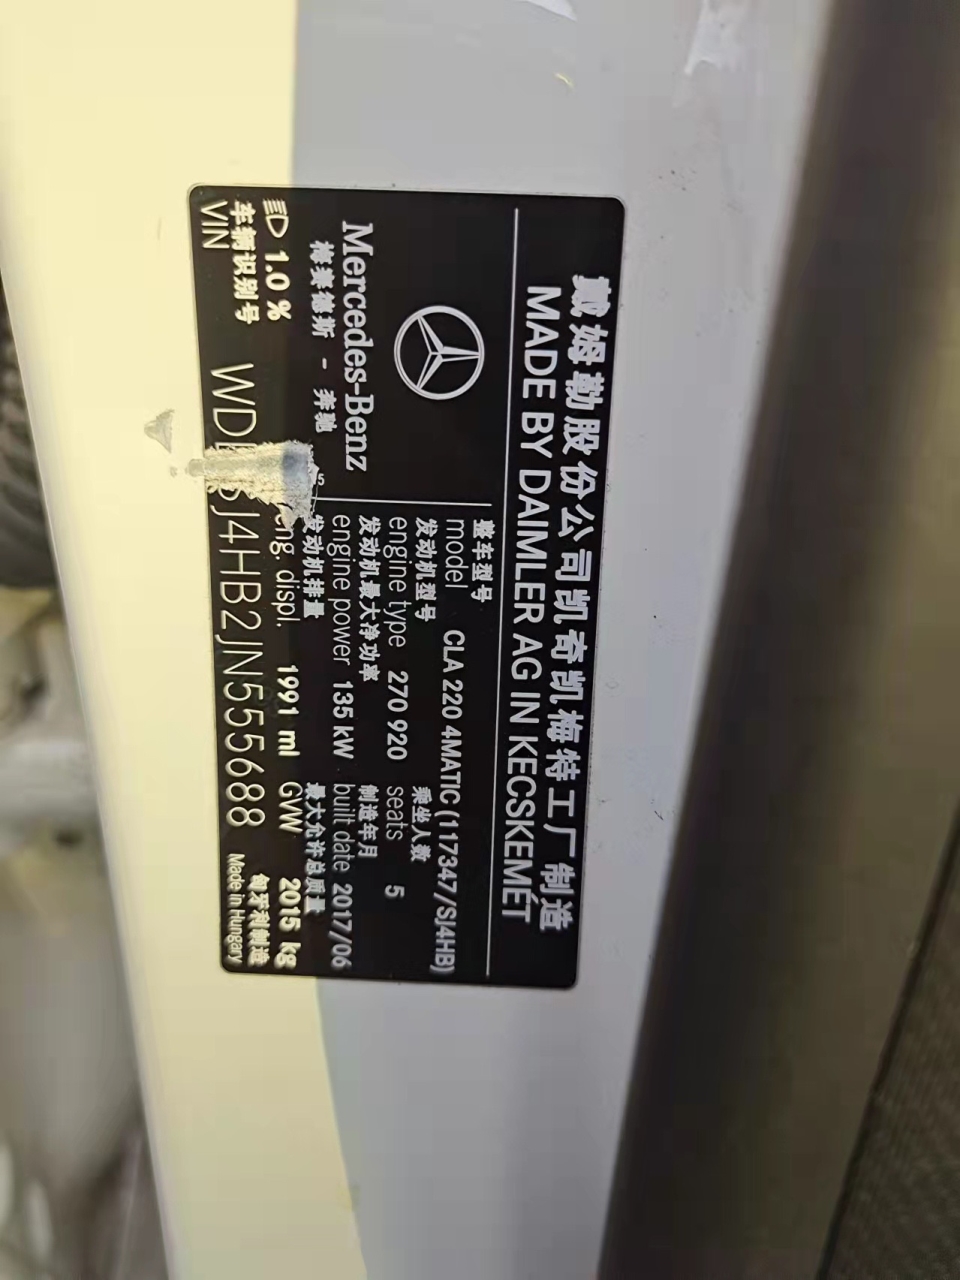 戴姆勒股份公司凯奇凯梅特工厂制造
MADE BY DAIMLER AG IN KECSKEMÉT
Mercedes-Benz
梅赛德斯 - 奔驰
整车型号
model CLA 220 4MATIC (117347/SJ4HB)
发动机型号 乘坐人数
engine type 270 920 seats 5
发动机最大净功率 制造年月
engine power 135 kW built date 2017/06
发动机排量 最大允许总质量
eng. displ. 1991 ml GVW 2015 kg
1.0 %
车辆识别号 匈牙利制造
VIN SJ4HB2JN555688 Made in Hungary